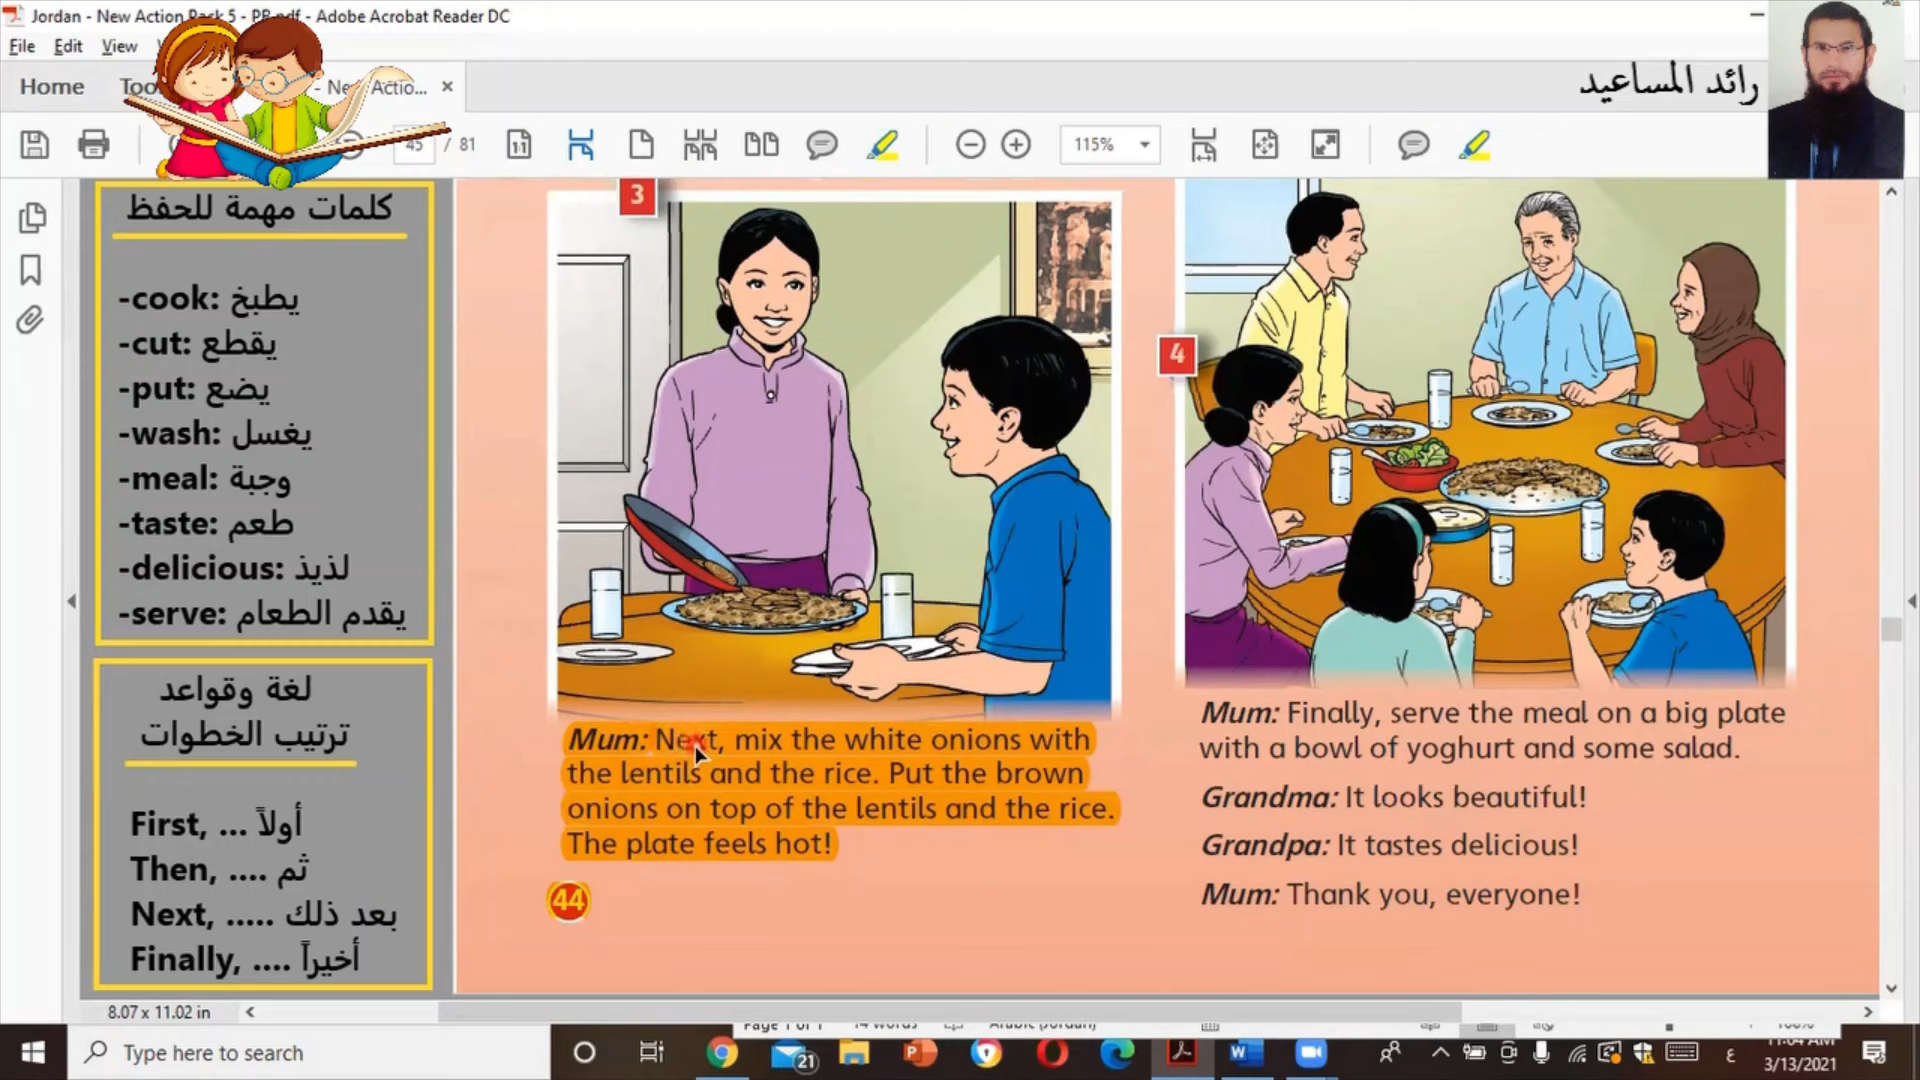 Jordan - New Action Pack 5 - PB.pdf - Adobe Acrobat Reader DC
File Edit View
Home
رائد المساعيد
45 / 81
115%
كلمات مهمة للحفظ
-cook: يطبخ
-cut: يقطع
-put: يضع
-wash: يغسل
-meal: وجبة
-taste: طعم
-delicious: لذيذ
-serve: يقدم الطعام
لغة وقواعد
ترتيب الخطوات
First, ... أولاً
Then, .... ثم
Next, ..... بعد ذلك
Finally, .... أخيراً
3
Mum: Next, mix the white onions with
the lentils and the rice. Put the brown
onions on top of the lentils and the rice.
The plate feels hot!
44
4
Mum: Finally, serve the meal on a big plate
with a bowl of yoghurt and some salad.
Grandma: It looks beautiful!
Grandpa: It tastes delicious!
Mum: Thank you, everyone!
8.07 x 11.02 in
Type here to search
21
3/13/2021